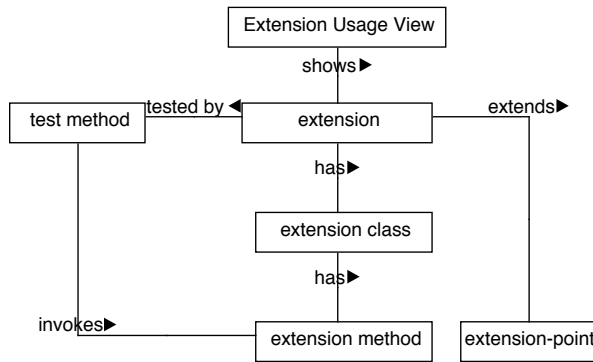 Extension Usage View
shows▶
test method
tested by◀
extension
extends▶
has▶
extension class
has▶
invokes▶
extension method
extension-point